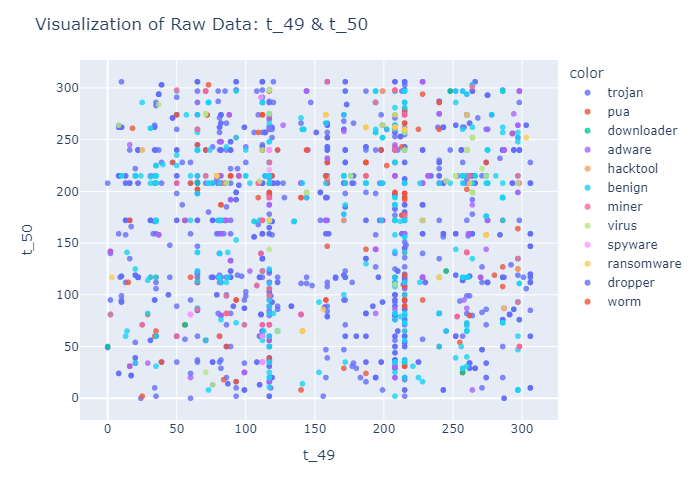 Visualization of Raw Data: t_49 & t_50
color
trojan
pua
downloader
adware
hacktool
benign
miner
virus
spyware
ransomware
dropper
worm
t_50
300
250
200
150
100
50
0
0 50 100 150 200 250 300
t_49